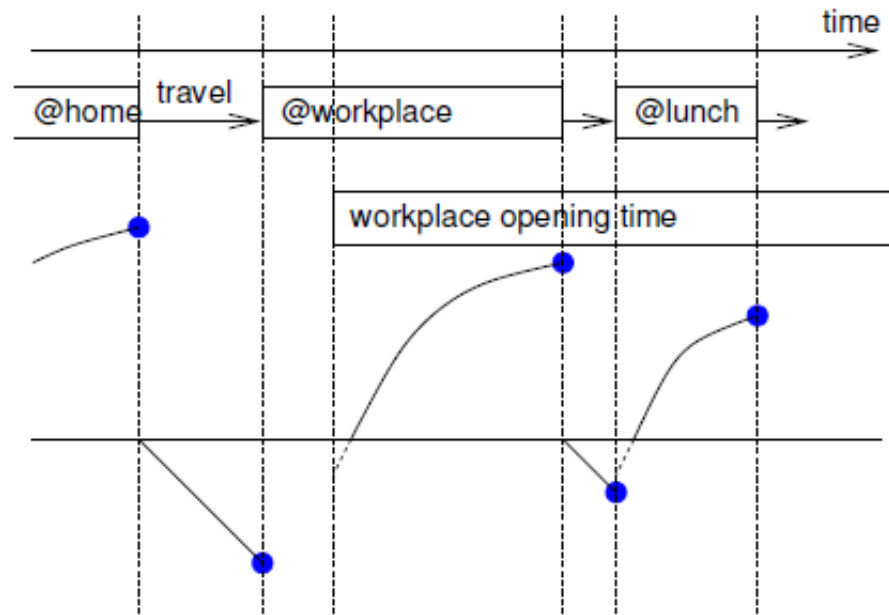 time
travel
@home
@workplace
@lunch
workplace opening time